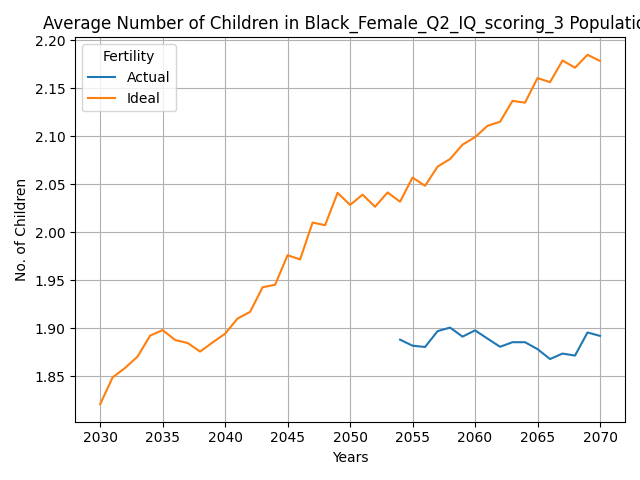 Average Number of Children in Black_Female_Q2_IQ_scoring_3 Populatio
Fertility
Actual
Ideal
2.20
2.15
2.10
2.05
2.00
1.95
1.90
1.85
No. of Children
2030 2035 2040 2045 2050 2055 2060 2065 2070
Years